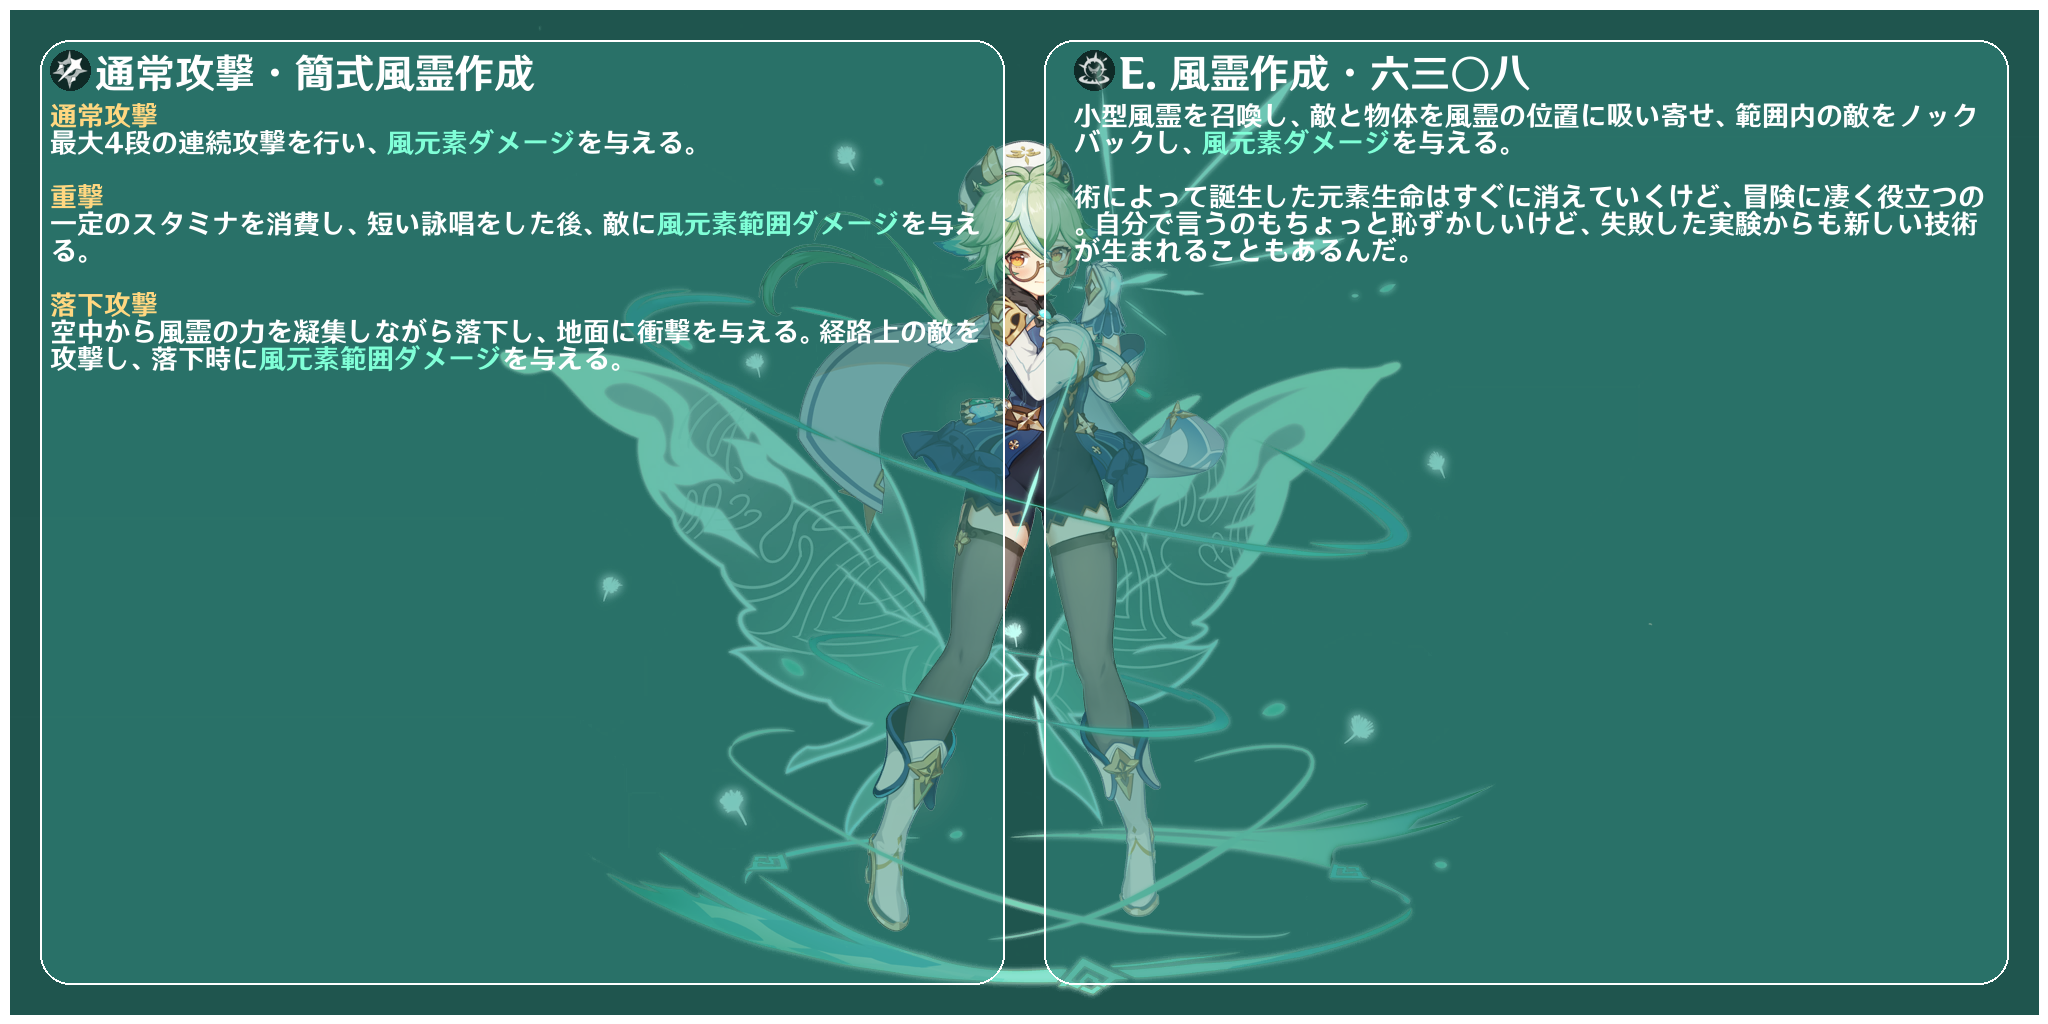 通常攻撃・簡式風霊作成
通常攻撃
最大4段の連続攻撃を行い、風元素ダメージを与える。
重撃
一定のスタミナを消費し、短い詠唱をした後、敵に風元素範囲ダメージを与え
る。
落下攻撃
空中から風霊の力を凝集しながら落下し、地面に衝撃を与える。経路上の敵を
攻撃し、落下時に風元素範囲ダメージを与える。
E. 風霊作成・六三〇八
小型風霊を召喚し、敵と物体を風霊の位置に吸い寄せ、範囲内の敵をノック
バックし、風元素ダメージを与える。
術によって誕生した元素生命はすぐに消えていくけど、冒険に凄く役立つの
。自分で言うのもちょっと恥ずかしいけど、失敗した実験からも新しい技術
が生まれることもあるんだ。